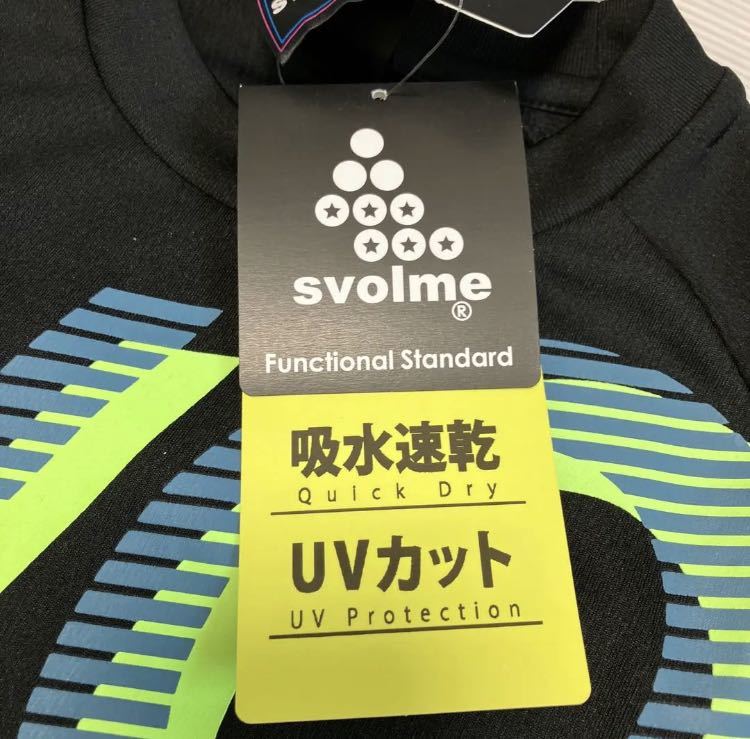 svolme
®
Functional Standard
吸水速乾
Quick Dry
UVカット
UV Protection